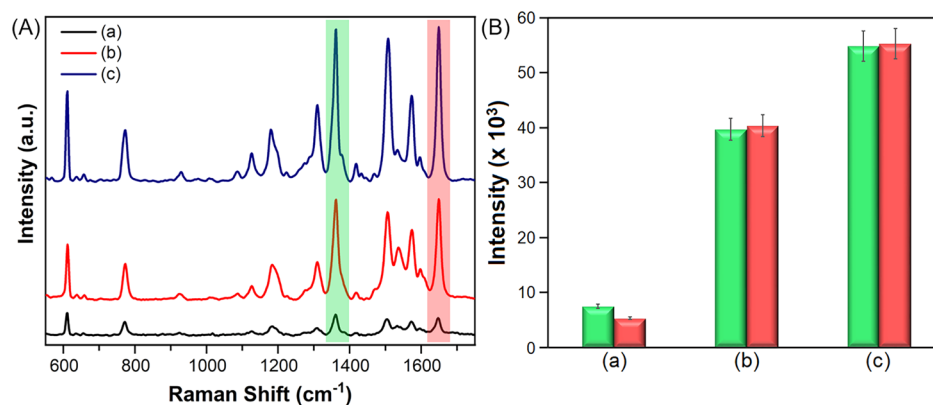 (A)
(a)
(b)
(c)
Intensity (a.u.)
600 800 1000 1200 1400 1600
Raman Shift (cm⁻¹)
(B)
60
50
40
30
20
10
0
Intensity (x 10³)
(a) (b) (c)